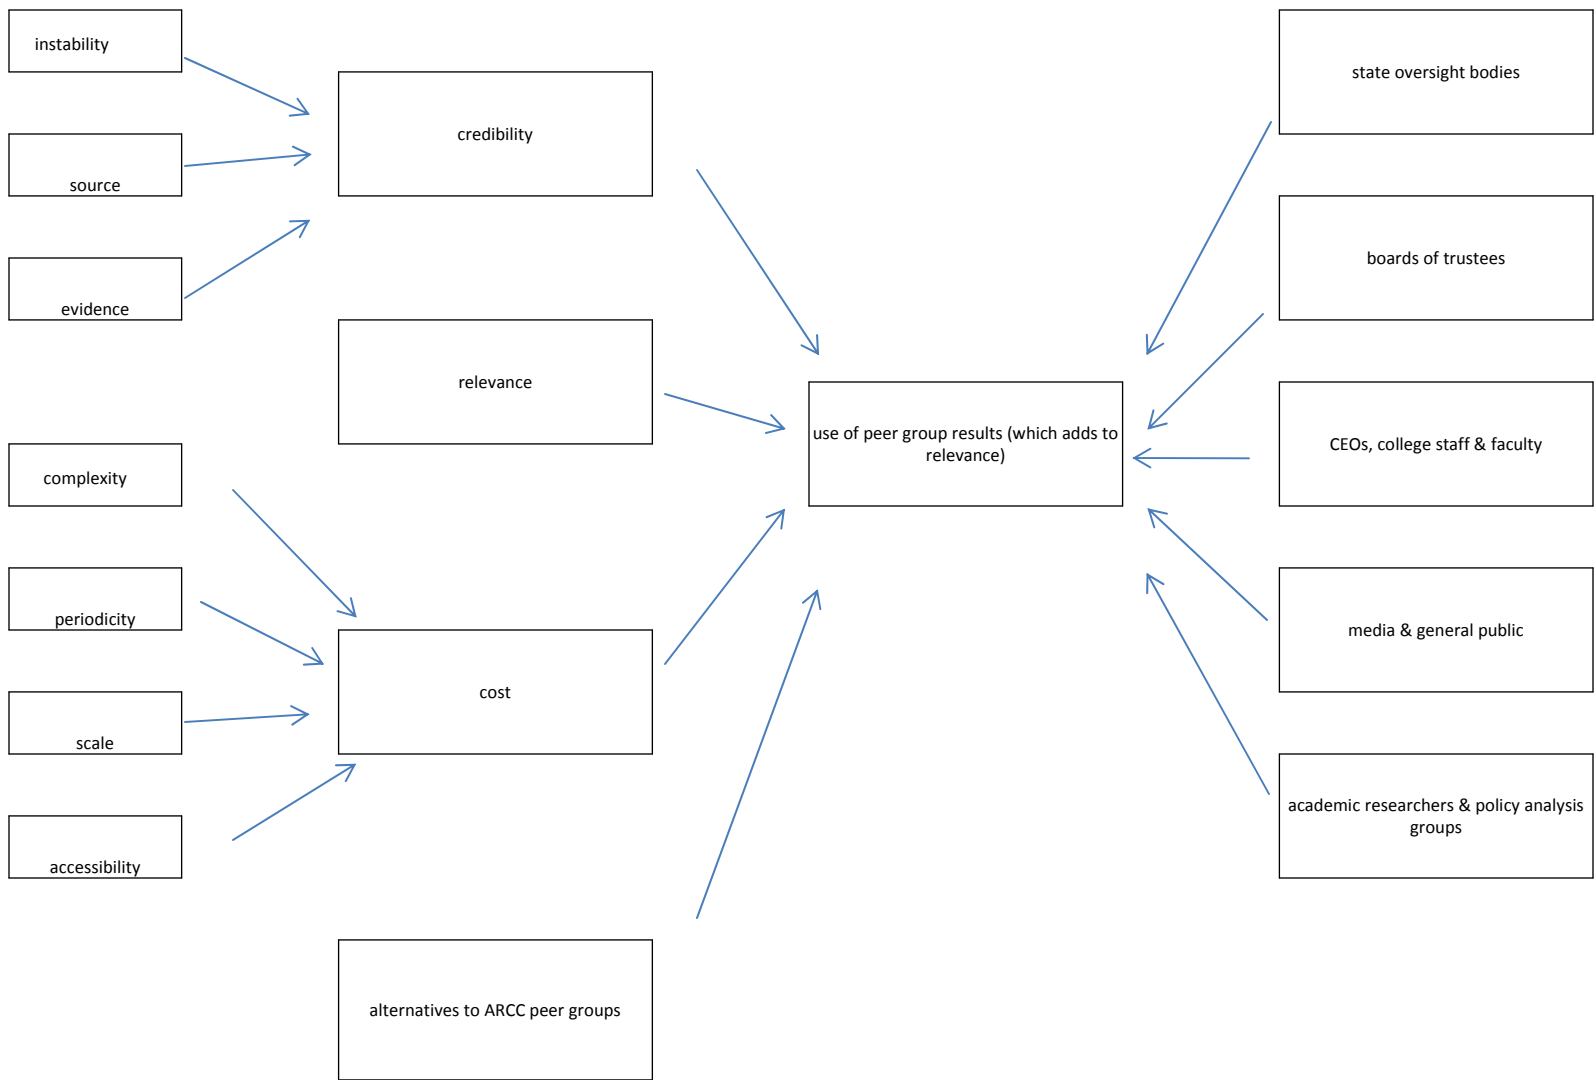 instability
source
evidence
complexity
periodicity
scale
accessibility
credibility
relevance
cost
alternatives to ARCC peer groups
use of peer group results (which adds to
relevance)
state oversight bodies
boards of trustees
CEOs, college staff & faculty
media & general public
academic researchers & policy analysis
groups